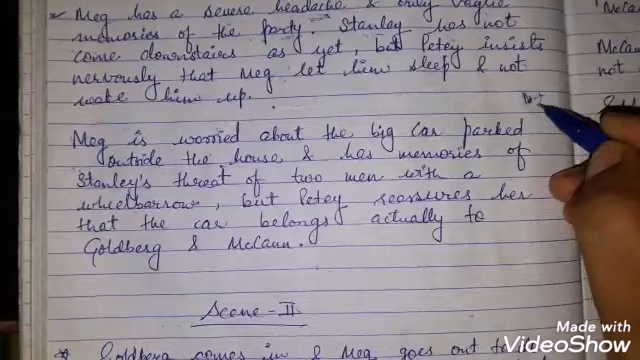 Meg has a severe headache & only vague
memories of the party. Stanley has not
come downstairs as yet, but Petey insists
nervously that Meg let him sleep & not
wake him up.
Meg is worried about the big car parked
outside the house & has memories of
Stanley's threat of two men with a
wheelbarrow, but Petey reassures her
that the car belongs actually to
Goldberg & McCann.
Scene-II
* Goldberg comes in & Meg goes out to
McCann
not
Made with
VideoShow